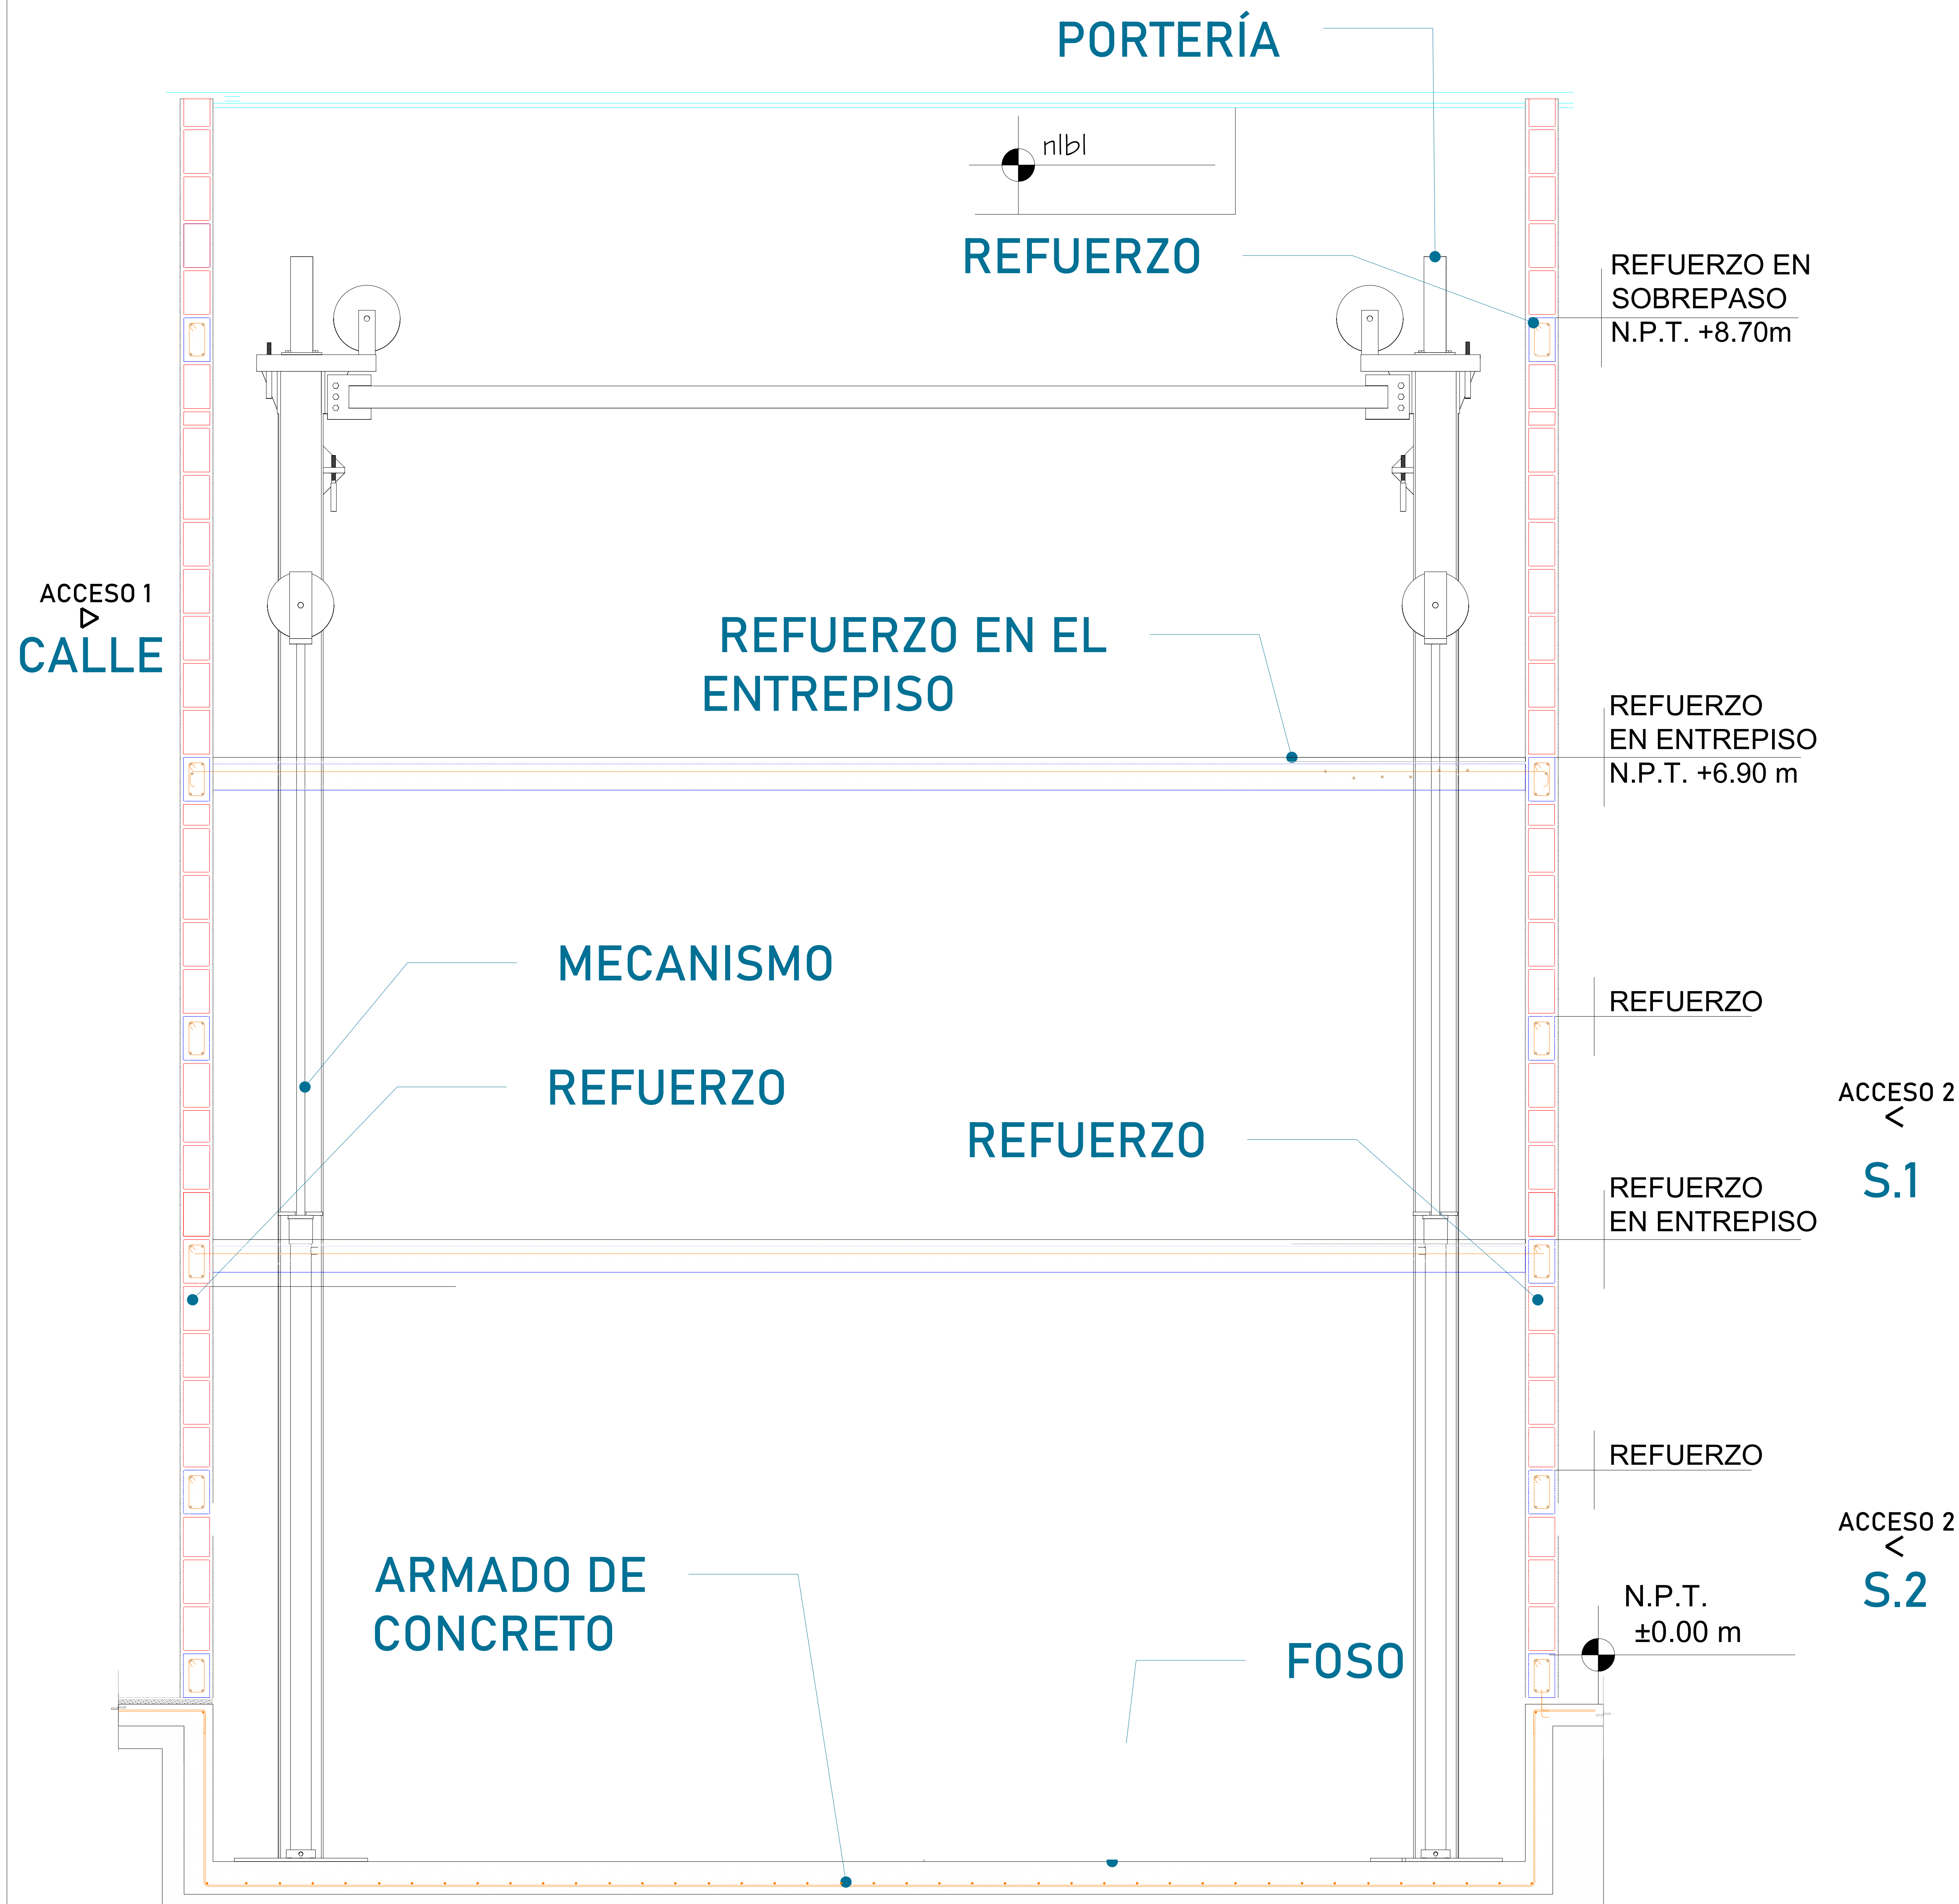 PORTERÍA
nlbl
REFUERZO
REFUERZO EN
SOBREPASO
N.P.T. +8.70m
ACCESO 1
CALLE
REFUERZO EN EL
ENTREPISO
REFUERZO
EN ENTREPISO
N.P.T. +6.90 m
MECANISMO
REFUERZO
REFUERZO
REFUERZO
ACCESO 2
S.1
REFUERZO
EN ENTREPISO
REFUERZO
ACCESO 2
S.2
ARMADO DE
CONCRETO
N.P.T.
±0.00 m
FOSO